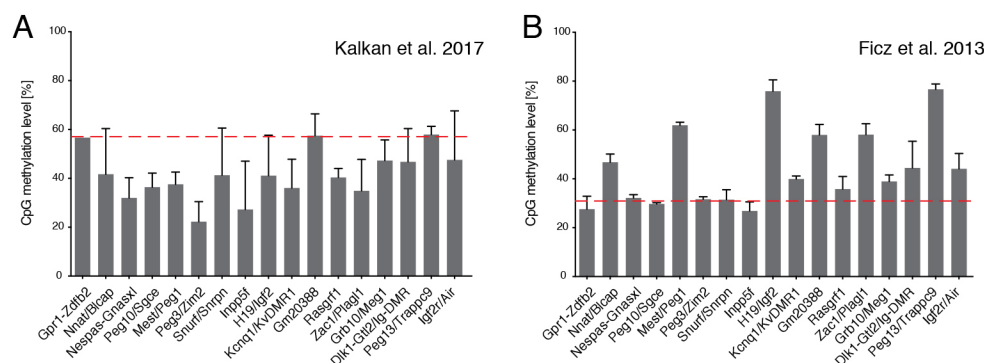 A
Kalkan et al. 2017
CpG methylation level [%]
100
80
60
40
20
0
Gpr1-Zdbf2
Nnat/Blcap
Nespas-Gnasxl
Peg10/Sgce
Mest/Peg1
Peg3/Zim2
Snurf/Snrpn
Inpp5f
H19/Igf2
Kcnq1/KvDMR1
Gm20388
Rasgrf1
Zac1/Plagl1
Grb10/Meg1
Dlk1-Gtl2/Ig-DMR
Peg13/Trappc9
Igf2r/Air
B
Ficz et al. 2013
CpG methylation level [%]
100
80
60
40
20
0
Gpr1-Zdbf2
Nnat/Blcap
Nespas-Gnasxl
Peg10/Sgce
Mest/Peg1
Peg3/Zim2
Snurf/Snrpn
Inpp5f
H19/Igf2
Kcnq1/KvDMR1
Gm20388
Rasgrf1
Zac1/Plagl1
Grb10/Meg1
Dlk1-Gtl2/Ig-DMR
Peg13/Trappc9
Igf2r/Air